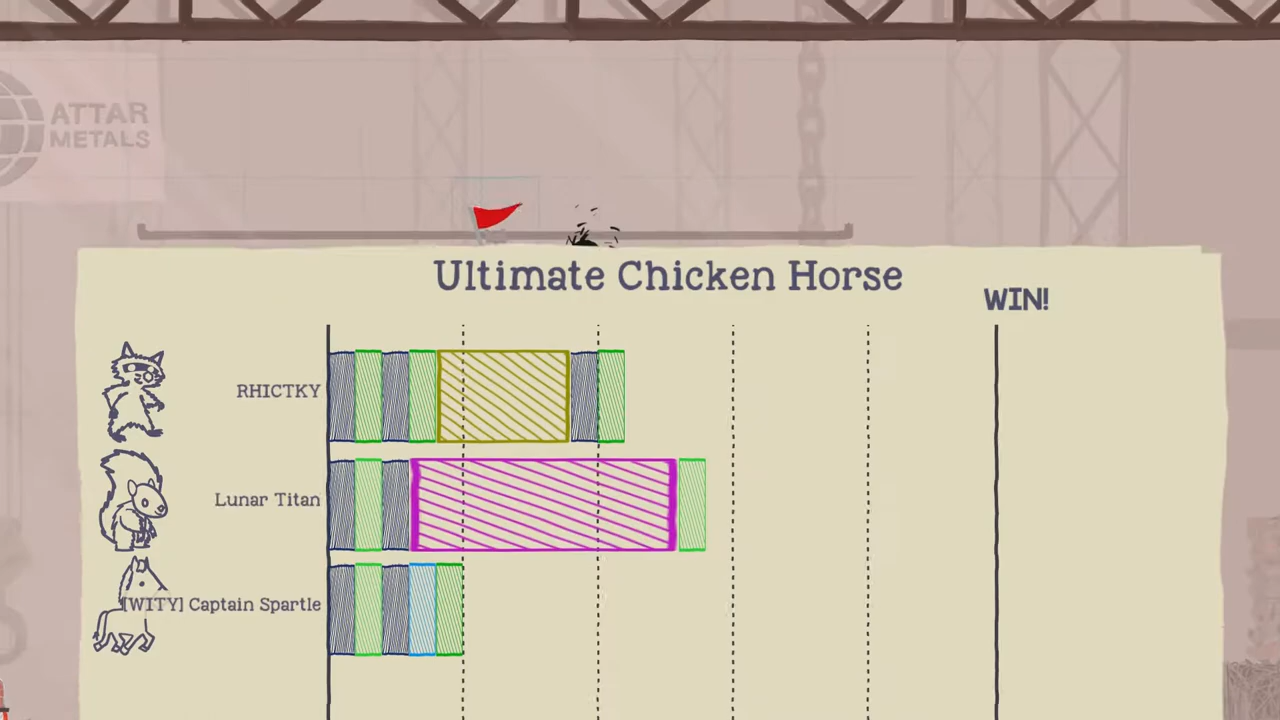 ATTAR
METALS
Ultimate Chicken Horse
WIN!
RHICTKY
Lunar Titan
[WITY] Captain Spartle